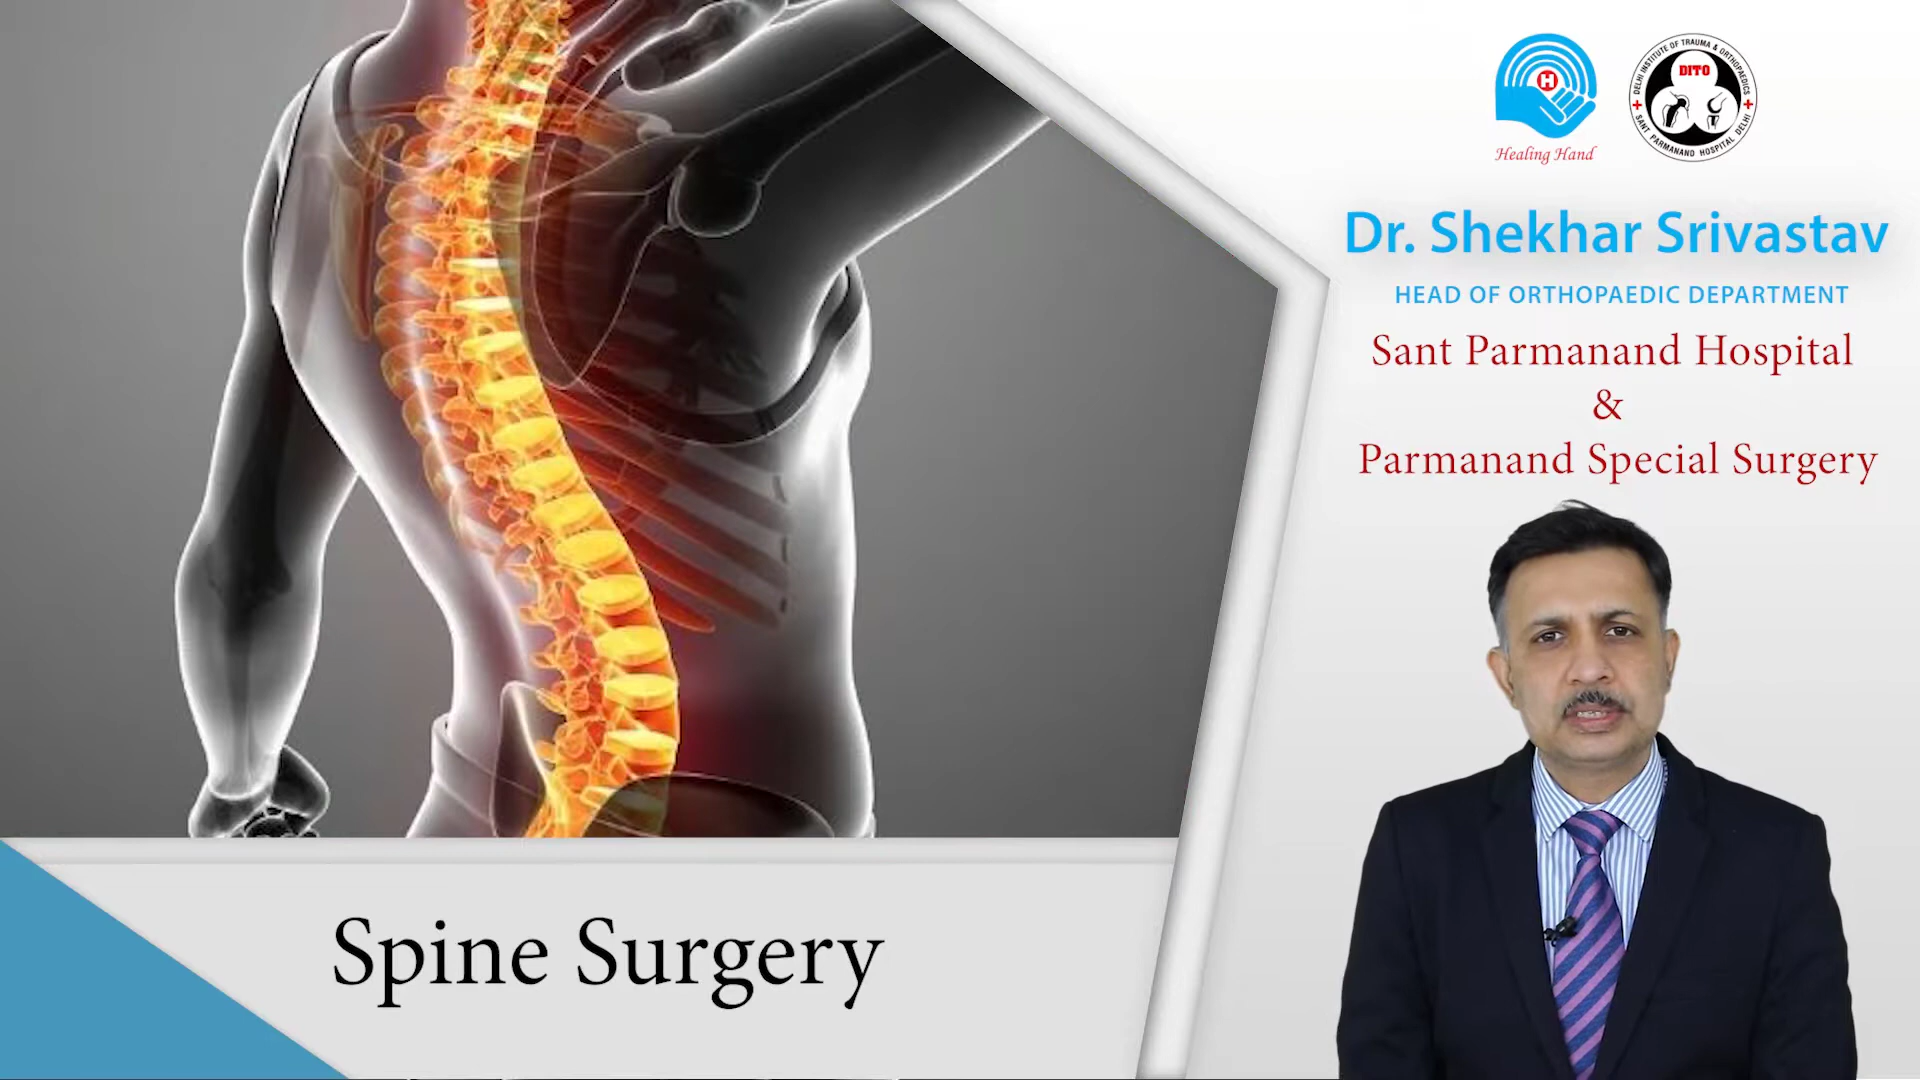 H
Healing Hand
DELHI INSTITUTE OF TRAUMA & ORTHOPAEDICS
DITO
SANT PARMANAND HOSPITAL DELHI
Dr. Shekhar Srivastav
HEAD OF ORTHOPAEDIC DEPARTMENT
Sant Parmanand Hospital
&
Parmanand Special Surgery
Spine Surgery